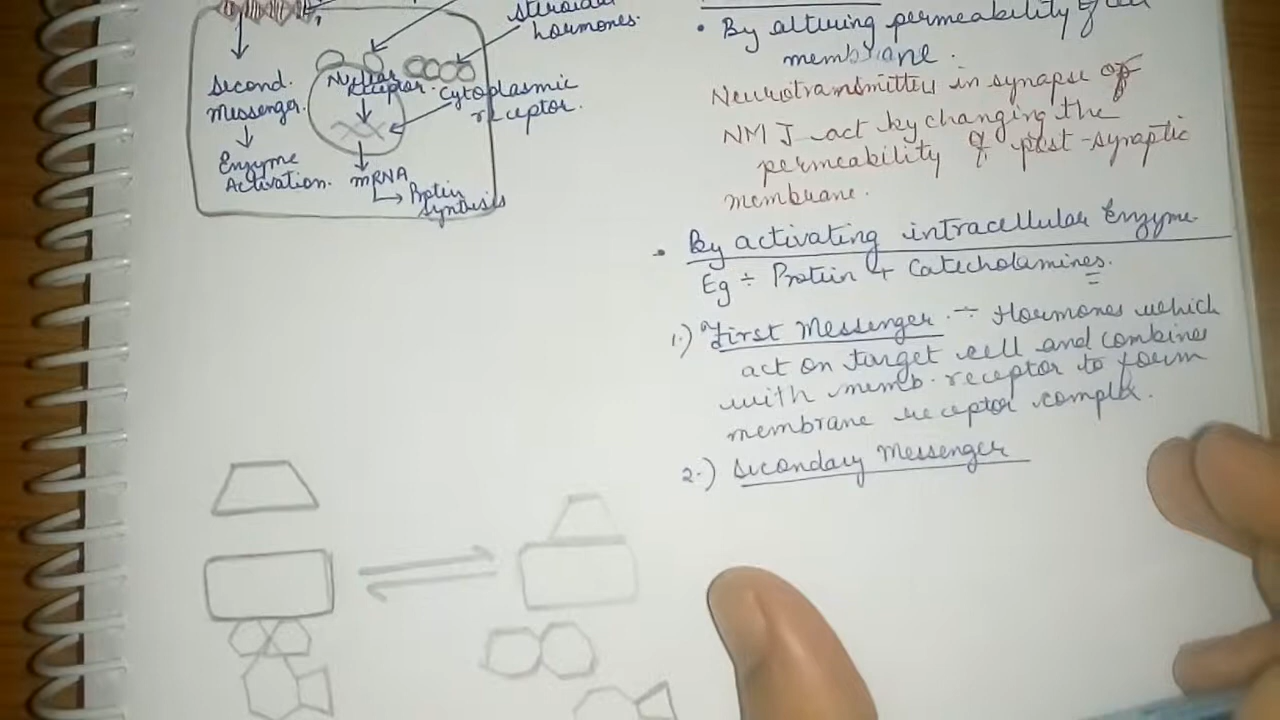 steroidal
hormones.
Second
Messenger
Enzyme
Activation.
Nuclear
receptor.
Cytoplasmic
receptor.
mRNA
Protein
Synthesis
• By altering permeability of cell
membrane.
Neurotransmitters in synapse of
NMJ act by changing the
permeability of post-synaptic
membrane.
• By activating intracellular Enzyme
Eg ÷ Protein + Catecholamines.
1.) First Messenger ÷ Hormones which
act on target cell and combines
with memb. receptor to form
membrane receptor complex.
2.) Secondary Messenger